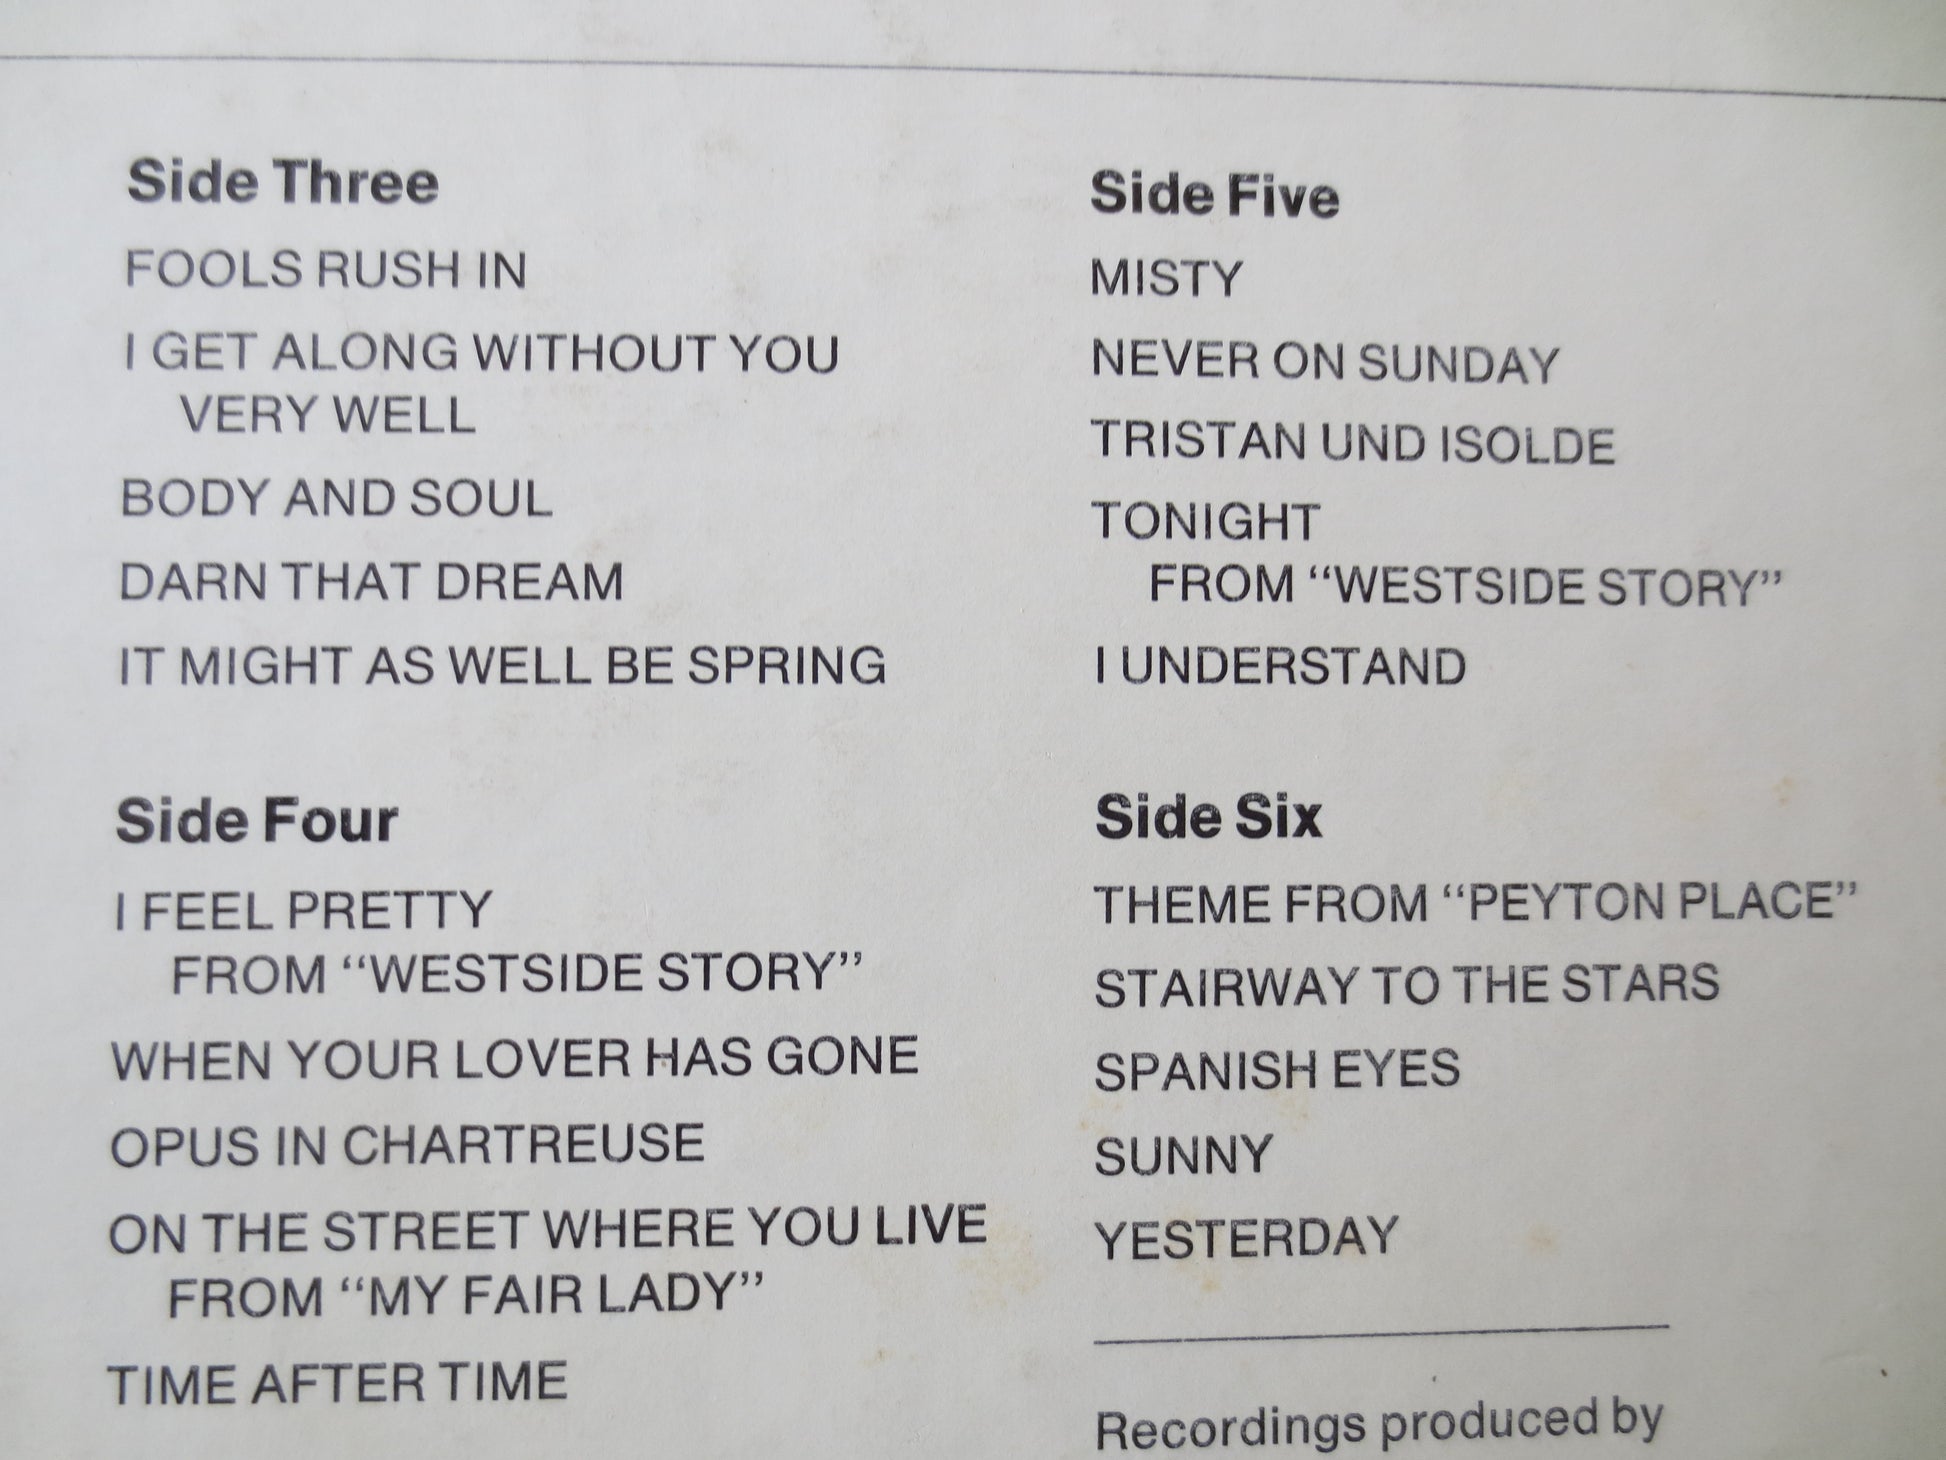 Side Three
FOOLS RUSH IN
I GET ALONG WITHOUT YOU
VERY WELL
BODY AND SOUL
DARN THAT DREAM
IT MIGHT AS WELL BE SPRING
Side Four
I FEEL PRETTY
FROM “WESTSIDE STORY”
WHEN YOUR LOVER HAS GONE
OPUS IN CHARTREUSE
ON THE STREET WHERE YOU LIVE
FROM “MY FAIR LADY”
TIME AFTER TIME
Side Five
MISTY
NEVER ON SUNDAY
TRISTAN UND ISOLDE
TONIGHT
FROM “WESTSIDE STORY”
I UNDERSTAND
Side Six
THEME FROM “PEYTON PLACE”
STAIRWAY TO THE STARS
SPANISH EYES
SUNNY
YESTERDAY
Recordings produced by